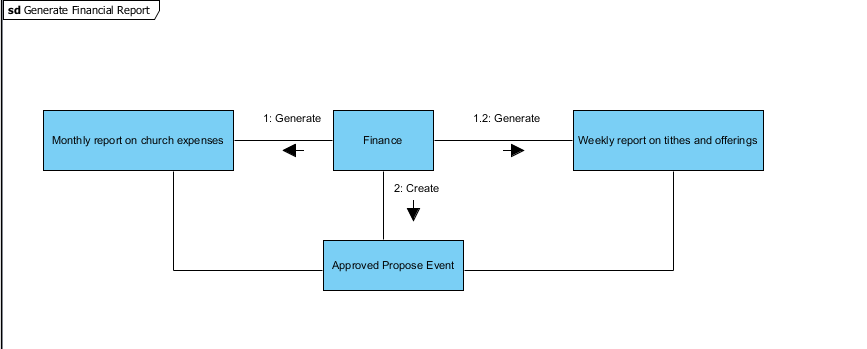 sd Generate Financial Report
1: Generate
1.2: Generate
Monthly report on church expenses
Finance
Weekly report on tithes and offerings
2: Create
Approved Propose Event